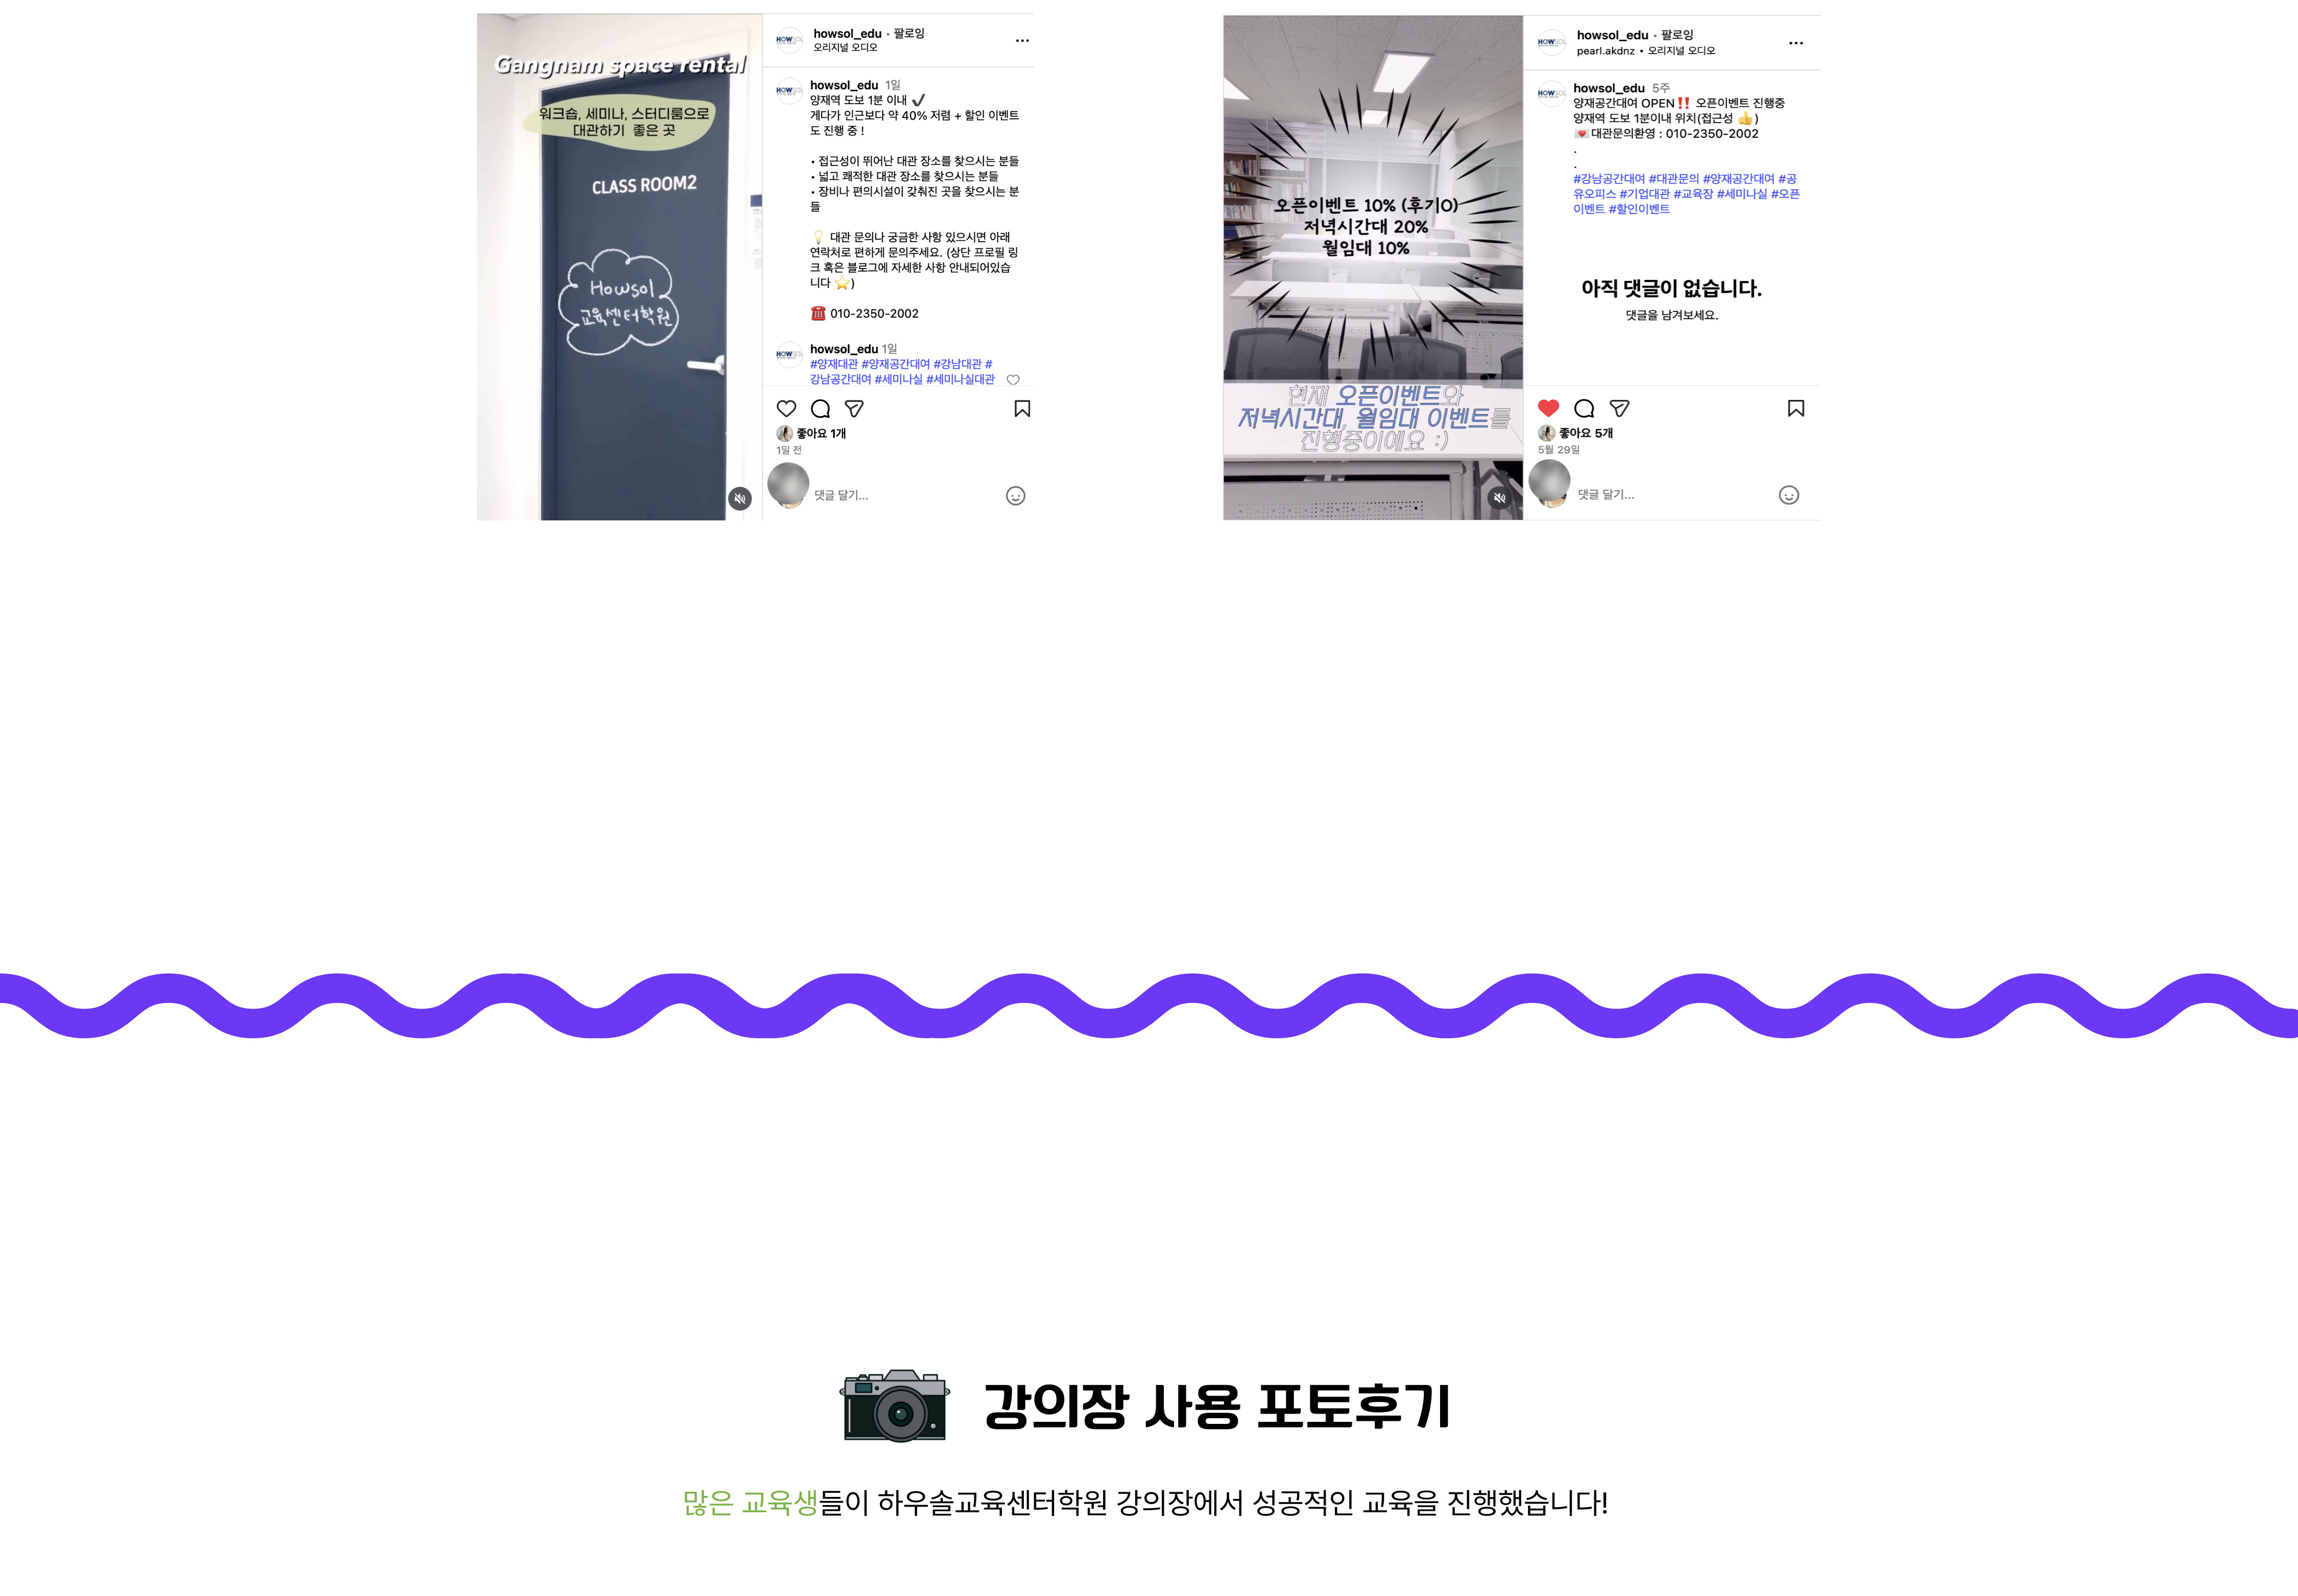 Gangnam space rental
워크숍, 세미나, 스터디룸으로
대관하기 좋은 곳
CLASS ROOM2
Howsol
교육센터학원
HOWSOL
howsol_edu • 팔로잉
오리지널 오디오
HOWSOL
howsol_edu 1일
양재역 도보 1분 이내 ✔
게다가 인근보다 약 40% 저렴 + 할인 이벤트
도 진행 중 !
• 접근성이 뛰어난 대관 장소를 찾으시는 분들
• 넓고 쾌적한 대관 장소를 찾으시는 분들
• 장비나 편의시설이 갖춰진 곳을 찾으시는 분
들
💡 대관 문의나 궁금한 사항 있으시면 아래
연락처로 편하게 문의주세요. (상단 프로필 링
크 혹은 블로그에 자세한 사항 안내되어있습
니다 ⭐)
☎ 010-2350-2002
HOWSOL
howsol_edu 1일
#양재대관 #양재공간대여 #강남대관 #
강남공간대여 #세미나실 #세미나실대관
좋아요 1개
1일 전
댓글 달기...
오픈이벤트 10% (후기O)
저녁시간대 20%
월임대 10%
현재 오픈이벤트와
저녁시간대, 월임대 이벤트를
진행중이예요 :)
HOWSOL
howsol_edu • 팔로잉
pearl.akdnz • 오리지널 오디오
HOWSOL
howsol_edu 5주
양재공간대여 OPEN‼️ 오픈이벤트 진행중
양재역 도보 1분이내 위치(접근성 👍)
💌대관문의환영 : 010-2350-2002
.
.
#강남공간대여 #대관문의 #양재공간대여 #공
유오피스 #기업대관 #교육장 #세미나실 #오픈
이벤트 #할인이벤트
아직 댓글이 없습니다.
댓글을 남겨보세요.
좋아요 5개
5월 29일
댓글 달기...
강의장 사용 포토후기
많은 교육생들이 하우솔교육센터학원 강의장에서 성공적인 교육을 진행했습니다!